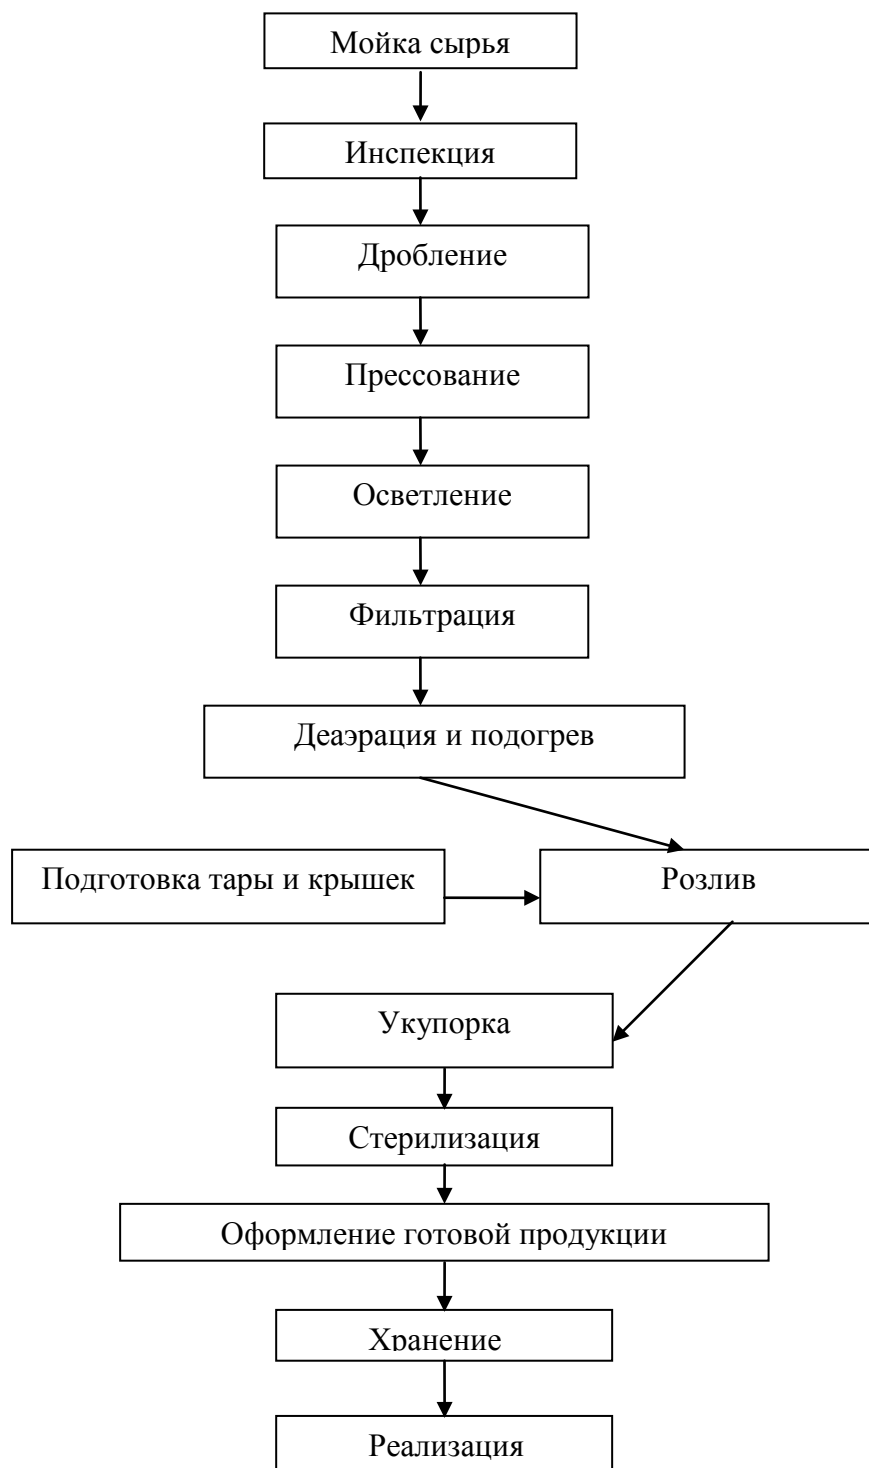 Мойка сырья
Инспекция
Дробление
Прессование
Осветление
Фильтрация
Деаэрация и подогрев
Подготовка тары и крышек
Розлив
Укупорка
Стерилизация
Оформление готовой продукции
Хранение
Реализация